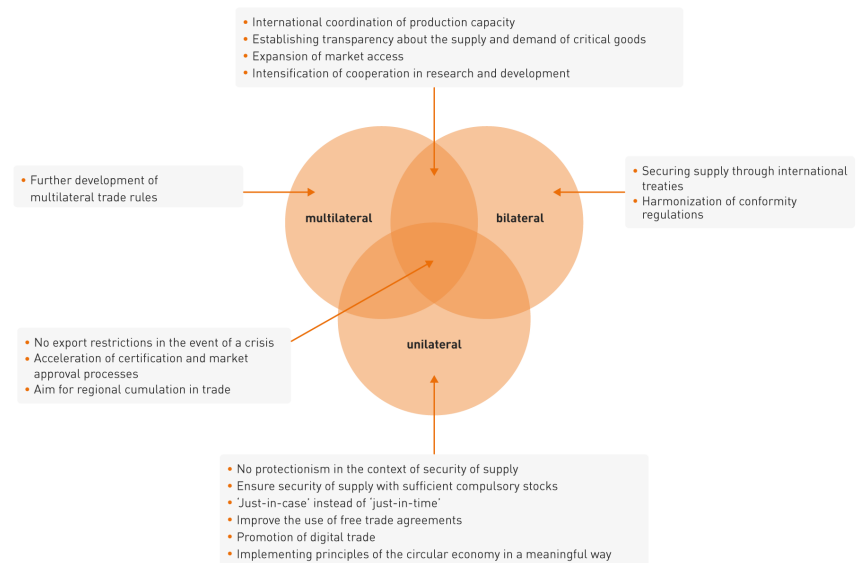 • International coordination of production capacity
• Establishing transparency about the supply and demand of critical goods
• Expansion of market access
• Intensification of cooperation in research and development
• Further development of
multilateral trade rules
• Securing supply through international
treaties
• Harmonization of conformity
regulations
multilateral
bilateral
unilateral
• No export restrictions in the event of a crisis
• Acceleration of certification and market
approval processes
• Aim for regional cumulation in trade
• No protectionism in the context of security of supply
• Ensure security of supply with sufficient compulsory stocks
• ‘Just-in-case’ instead of ‘just-in-time’
• Improve the use of free trade agreements
• Promotion of digital trade
• Implementing principles of the circular economy in a meaningful way